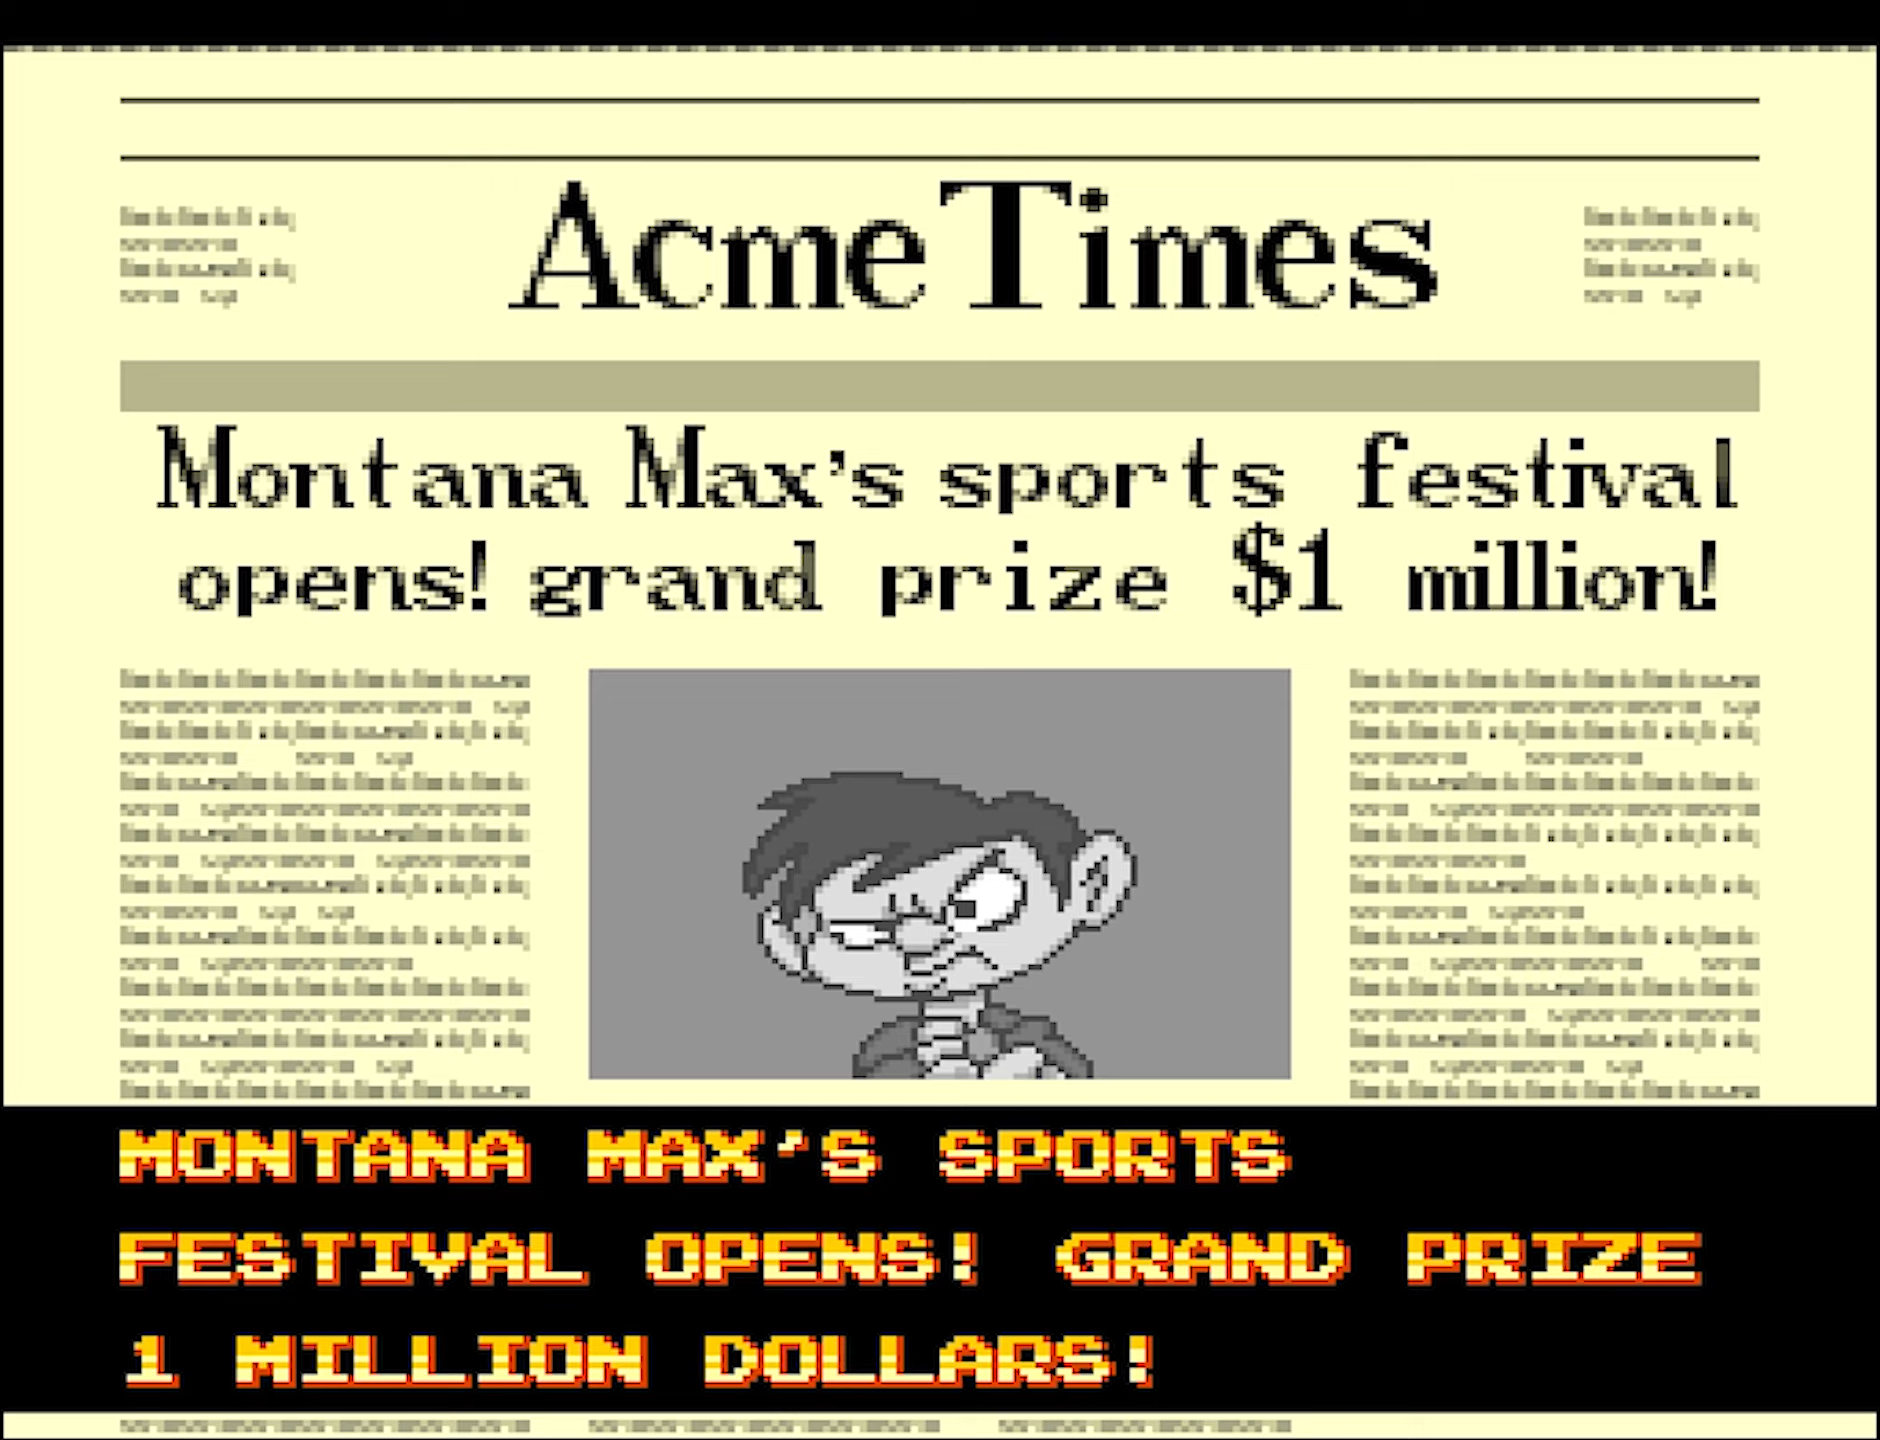 Acme Times
Montana Max's sports festival
opens! grand prize $1 million!
MONTANA MAX'S SPORTS
FESTIVAL OPENS! GRAND PRIZE
1 MILLION DOLLARS!